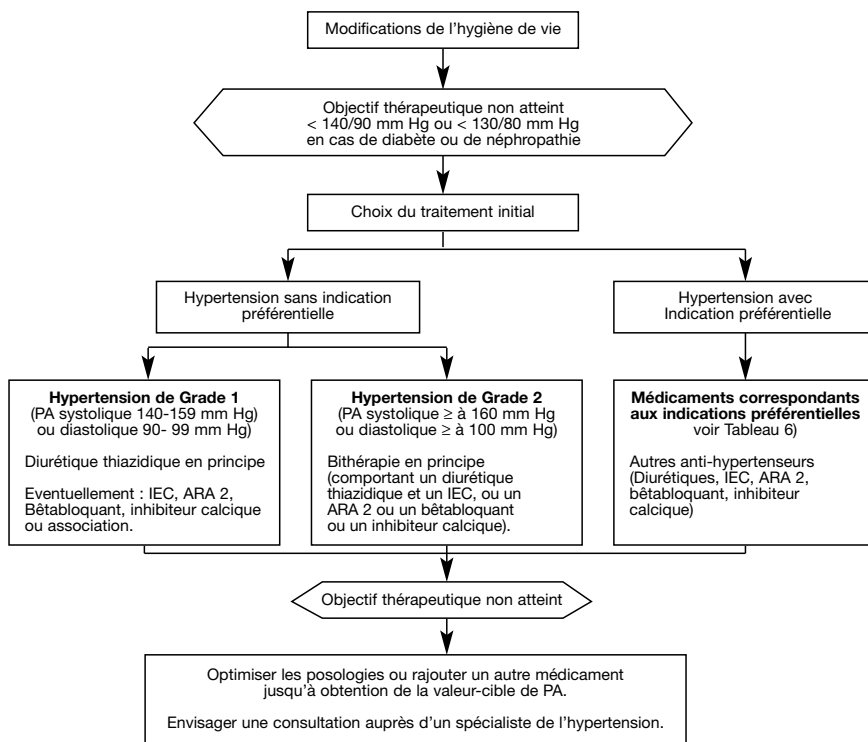 Modifications de l'hygiène de vie
Objectif thérapeutique non atteint
< 140/90 mm Hg ou < 130/80 mm Hg
en cas de diabète ou de néphropathie
Choix du traitement initial
Hypertension sans indication
préférentielle
Hypertension avec
Indication préférentielle
Hypertension de Grade 1
(PA systolique 140-159 mm Hg)
ou diastolique 90- 99 mm Hg)
Diurétique thiazidique en principe
Eventuellement : IEC, ARA 2,
Bêtabloquant, inhibiteur calcique
ou association.
Hypertension de Grade 2
(PA systolique ≥ à 160 mm Hg
ou diastolique ≥ à 100 mm Hg)
Bithérapie en principe
(comportant un diurétique
thiazidique et un IEC, ou un
ARA 2 ou un bêtabloquant
ou un inhibiteur calcique).
Médicaments correspondants
aux indications préférentielles
voir Tableau 6)
Autres anti-hypertenseurs
(Diurétiques, IEC, ARA 2,
bêtabloquant, inhibiteur
calcique)
Objectif thérapeutique non atteint
Optimiser les posologies ou rajouter un autre médicament
jusqu'à obtention de la valeur-cible de PA.
Envisager une consultation auprès d'un spécialiste de l'hypertension.